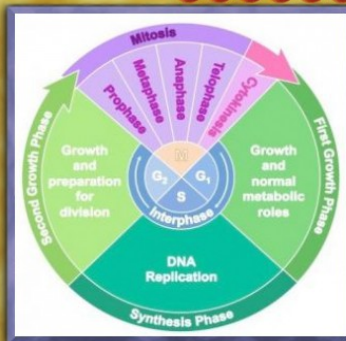 Mitosis
Prophase
Metaphase
Anaphase
Telophase
Cytokinesis
M
G₂
G₁
S
Interphase
Second Growth Phase
Growth
and
preparation
for
division
First Growth Phase
Growth
and
normal
metabolic
roles
DNA
Replication
Synthesis Phase